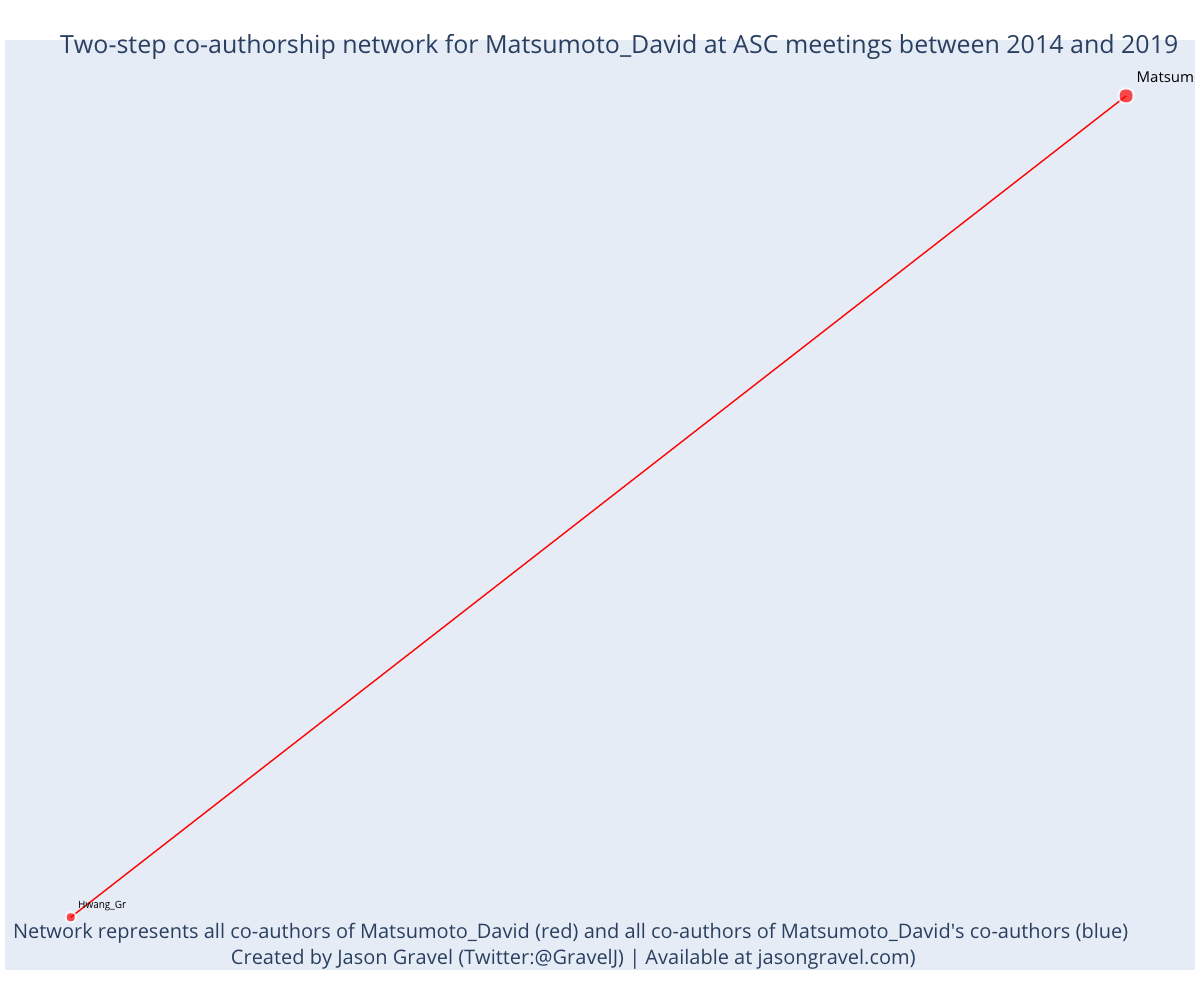 Two-step co-authorship network for Matsumoto_David at ASC meetings between 2014 and 2019
Matsum
Hwang_Gr
Network represents all co-authors of Matsumoto_David (red) and all co-authors of Matsumoto_David's co-authors (blue)
Created by Jason Gravel (Twitter:@GravelJ) | Available at jasongravel.com)